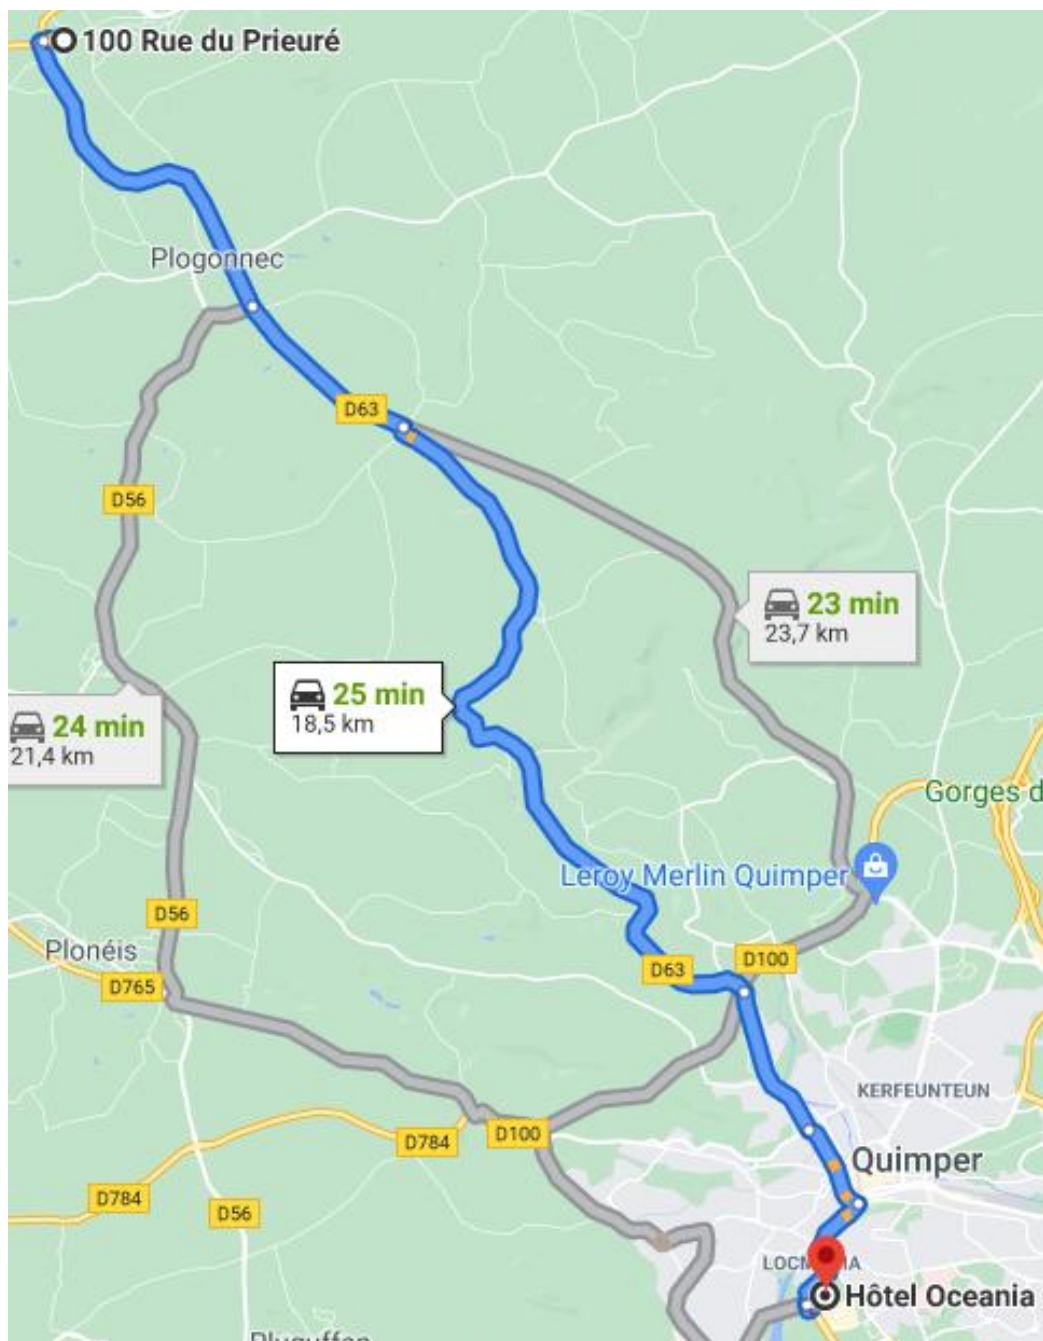 100 Rue du Prieuré
Plogonnec
D63
D56
23 min
23,7 km
25 min
18,5 km
24 min
21,4 km
Gorges d
Leroy Merlin Quimper
D56
Plonéis
D63
D100
D765
KERFEUNTEUN
D784
D100
Quimper
D784
D56
Hôtel Oceania